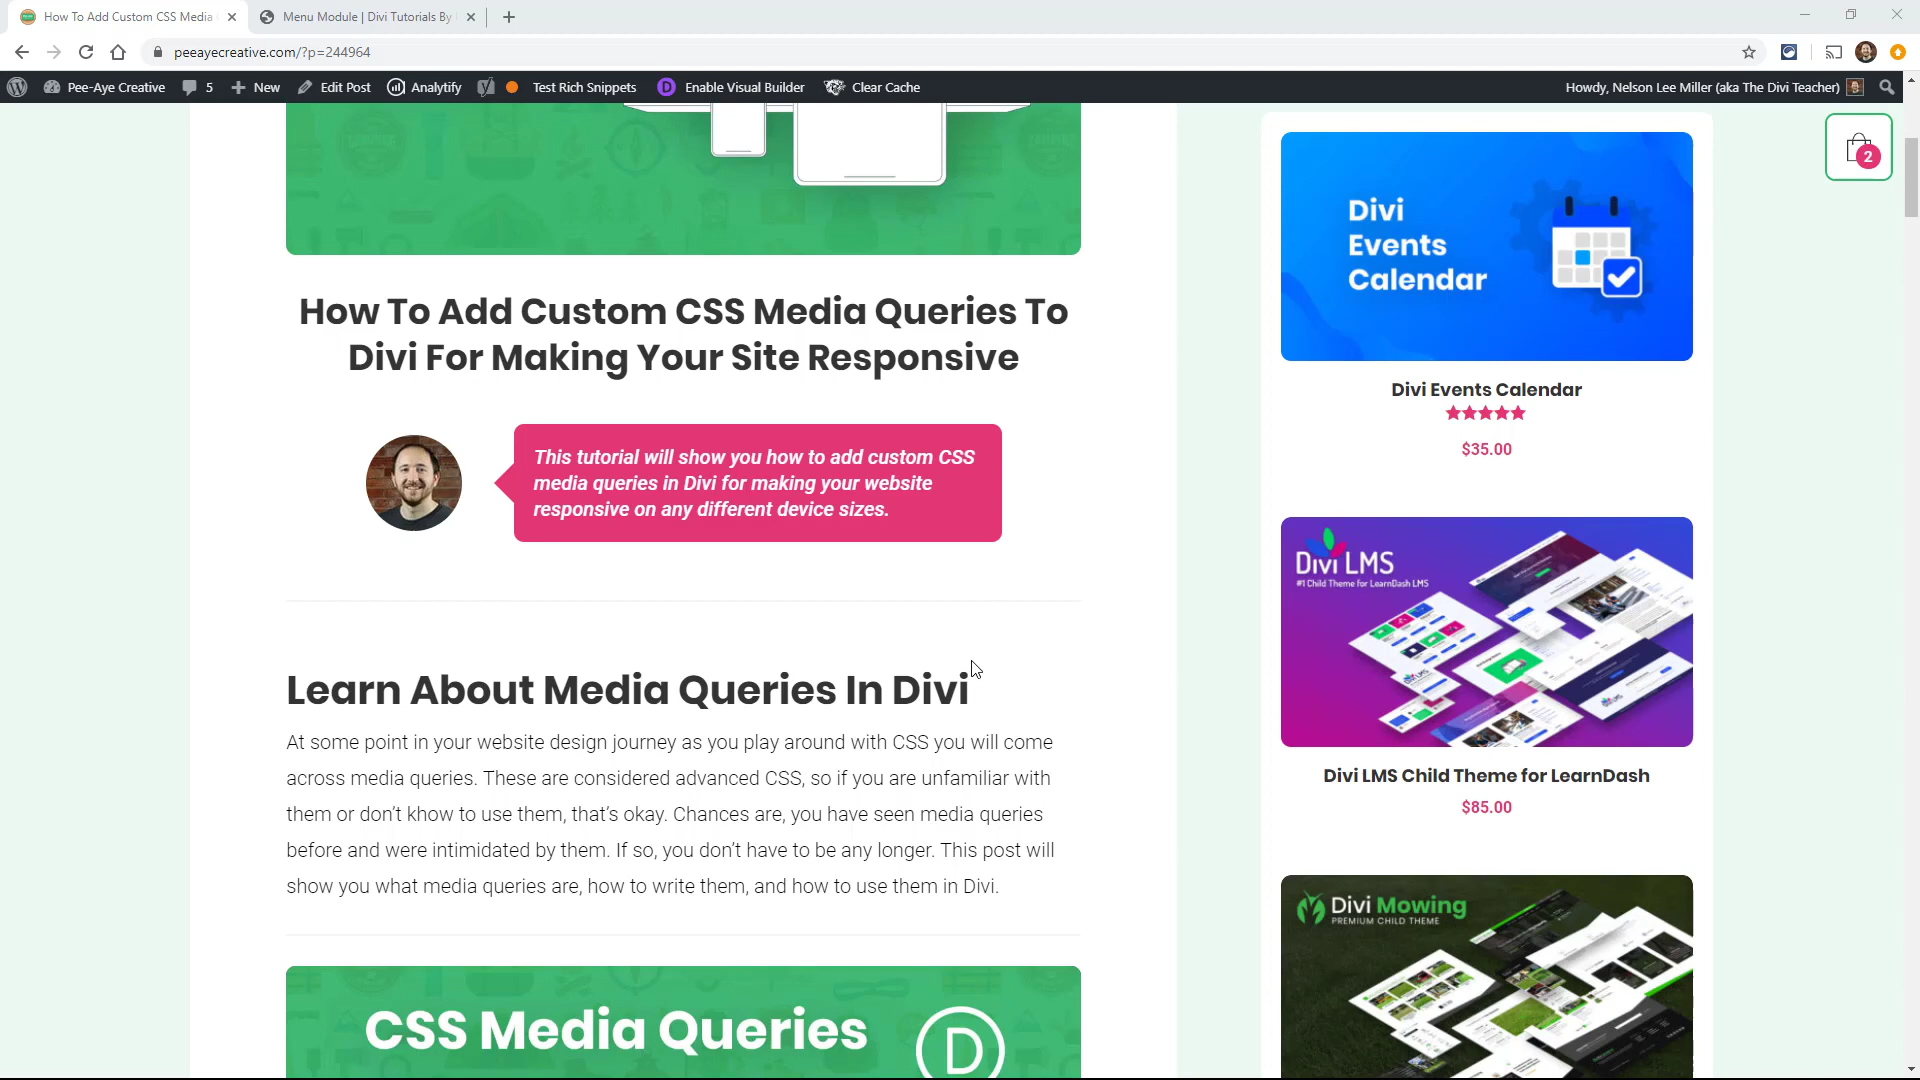 How To Add Custom CSS Media
Menu Module | Divi Tutorials By
peeayecreative.com/?p=244964
Pee-Aye Creative
5
New
Edit Post
Analytify
Test Rich Snippets
Enable Visual Builder
Clear Cache
Howdy, Nelson Lee Miller (aka The Divi Teacher)
2
How To Add Custom CSS Media Queries To
Divi For Making Your Site Responsive
This tutorial will show you how to add custom CSS
media queries in Divi for making your website
responsive on any different device sizes.
Learn About Media Queries In Divi
At some point in your website design journey as you play around with CSS you will come
across media queries. These are considered advanced CSS, so if you are unfamiliar with
them or don’t khow to use them, that’s okay. Chances are, you have seen media queries
before and were intimidated by them. If so, you don’t have to be any longer. This post will
show you what media queries are, how to write them, and how to use them in Divi.
CSS Media Queries
D
Divi
Events
Calendar
Divi Events Calendar
$35.00
Divi LMS
#1 Child Theme for LearnDash LMS
Divi LMS Child Theme for LearnDash
$85.00
Divi Mowing
PREMIUM CHILD THEME